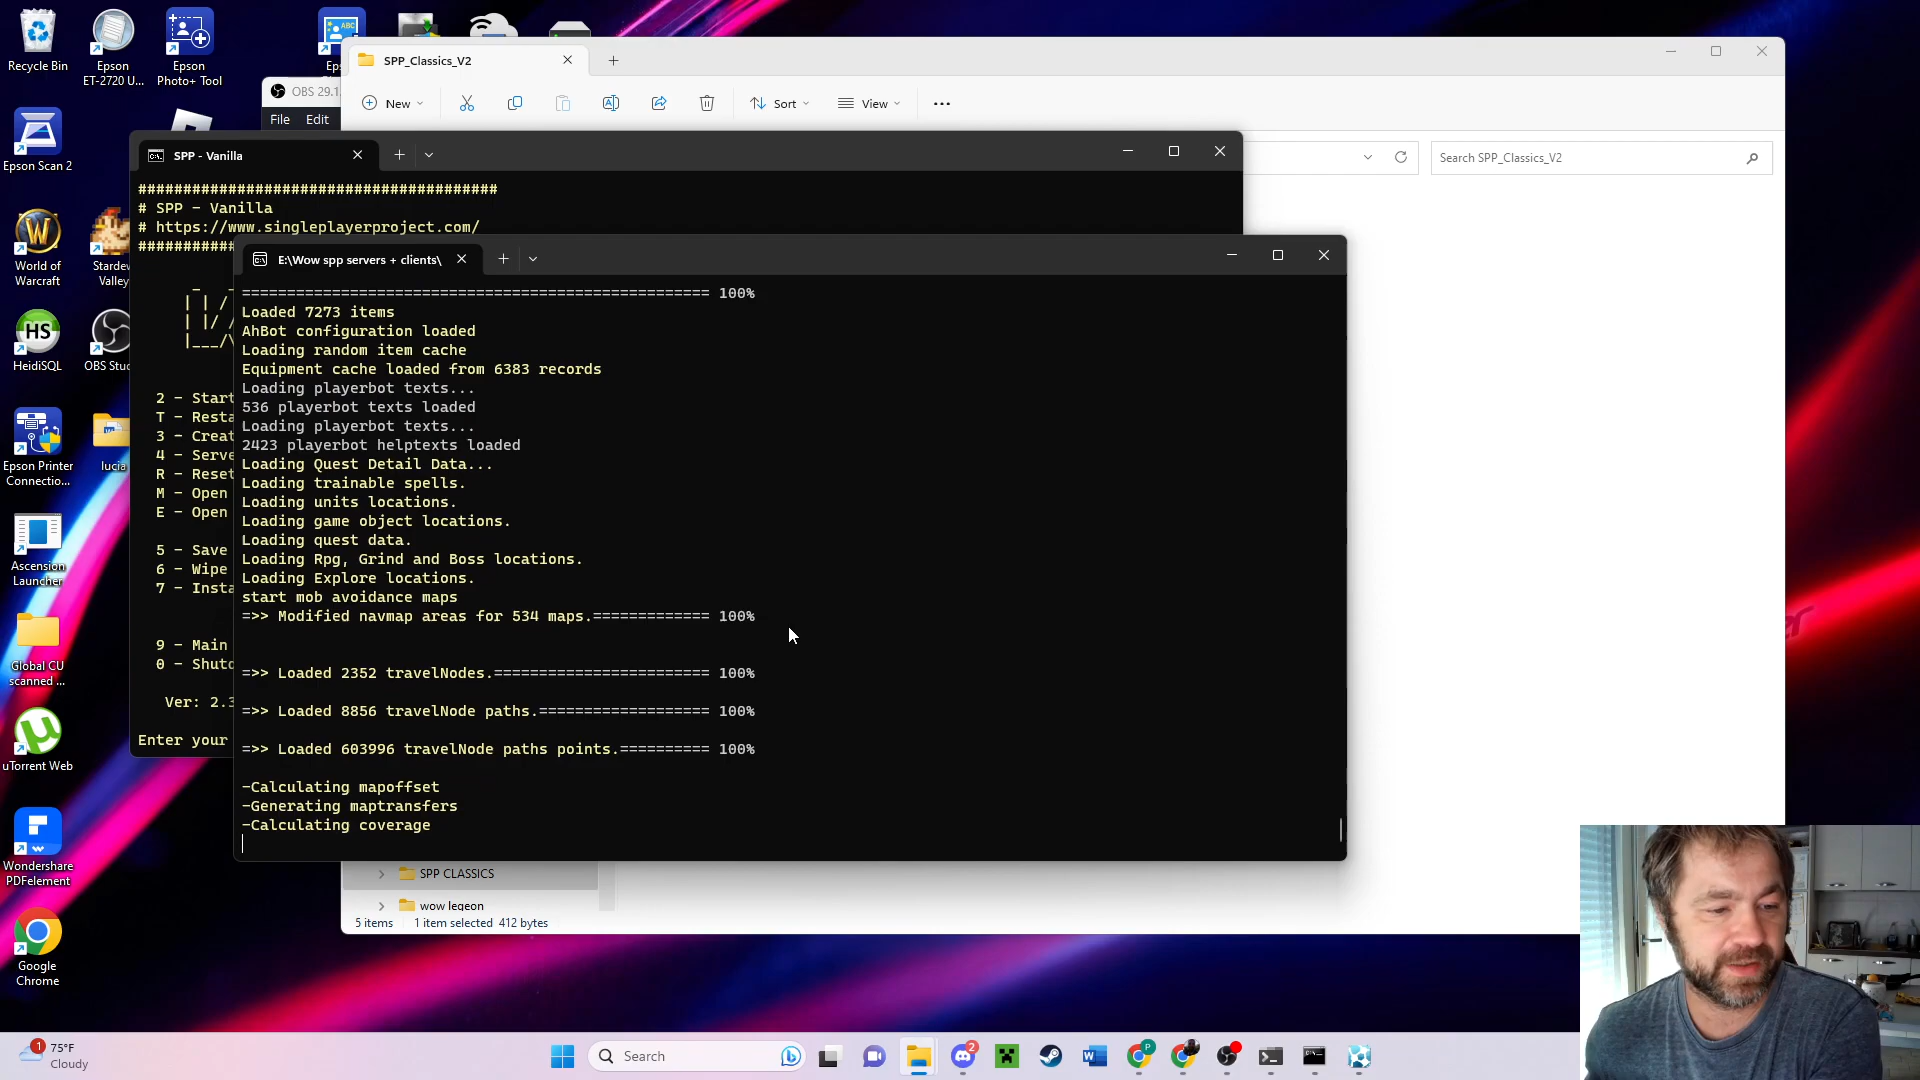 Recycle Bin
Epson
ET-2720 U...
Epson
Photo+ Tool
Epson Scan 2
World of
Warcraft
Stardew
Valley
HeidiSQL
OBS Stu
Epson Printer
Connectio...
lucia
Ascension
Launcher
Global CU
scanned ...
uTorrent Web
Wondershare
PDFelement
Google
Chrome
OBS 29.1.
File Edit
SPP_Classics_V2
New
Sort
View
Search SPP_Classics_V2
SPP - Vanilla
########################################
# SPP - Vanilla
# https://www.singleplayerproject.com/
2 - Start
T - Resta
3 - Creat
4 - Serve
R - Reset
M - Open
E - Open
5 - Save
6 - Wipe
7 - Insta
9 - Main
0 - Shutd
Ver: 2.3
Enter your
E:\Wow spp servers + clients\
==================================================== 100%
Loaded 7273 items
AhBot configuration loaded
Loading random item cache
Equipment cache loaded from 6383 records
Loading playerbot texts...
536 playerbot texts loaded
Loading playerbot texts...
2423 playerbot helptexts loaded
Loading Quest Detail Data...
Loading trainable spells.
Loading units locations.
Loading game object locations.
Loading quest data.
Loading Rpg, Grind and Boss locations.
Loading Explore locations.
start mob avoidance maps
=>> Modified navmap areas for 534 maps.============= 100%
=>> Loaded 2352 travelNodes.======================== 100%
=>> Loaded 8856 travelNode paths.=================== 100%
=>> Loaded 603996 travelNode paths points.========== 100%
-Calculating mapoffset
-Generating maptransfers
-Calculating coverage
SPP CLASSICS
wow legeon
5 items 1 item selected 412 bytes
1
75°F
Cloudy
Search
2
P